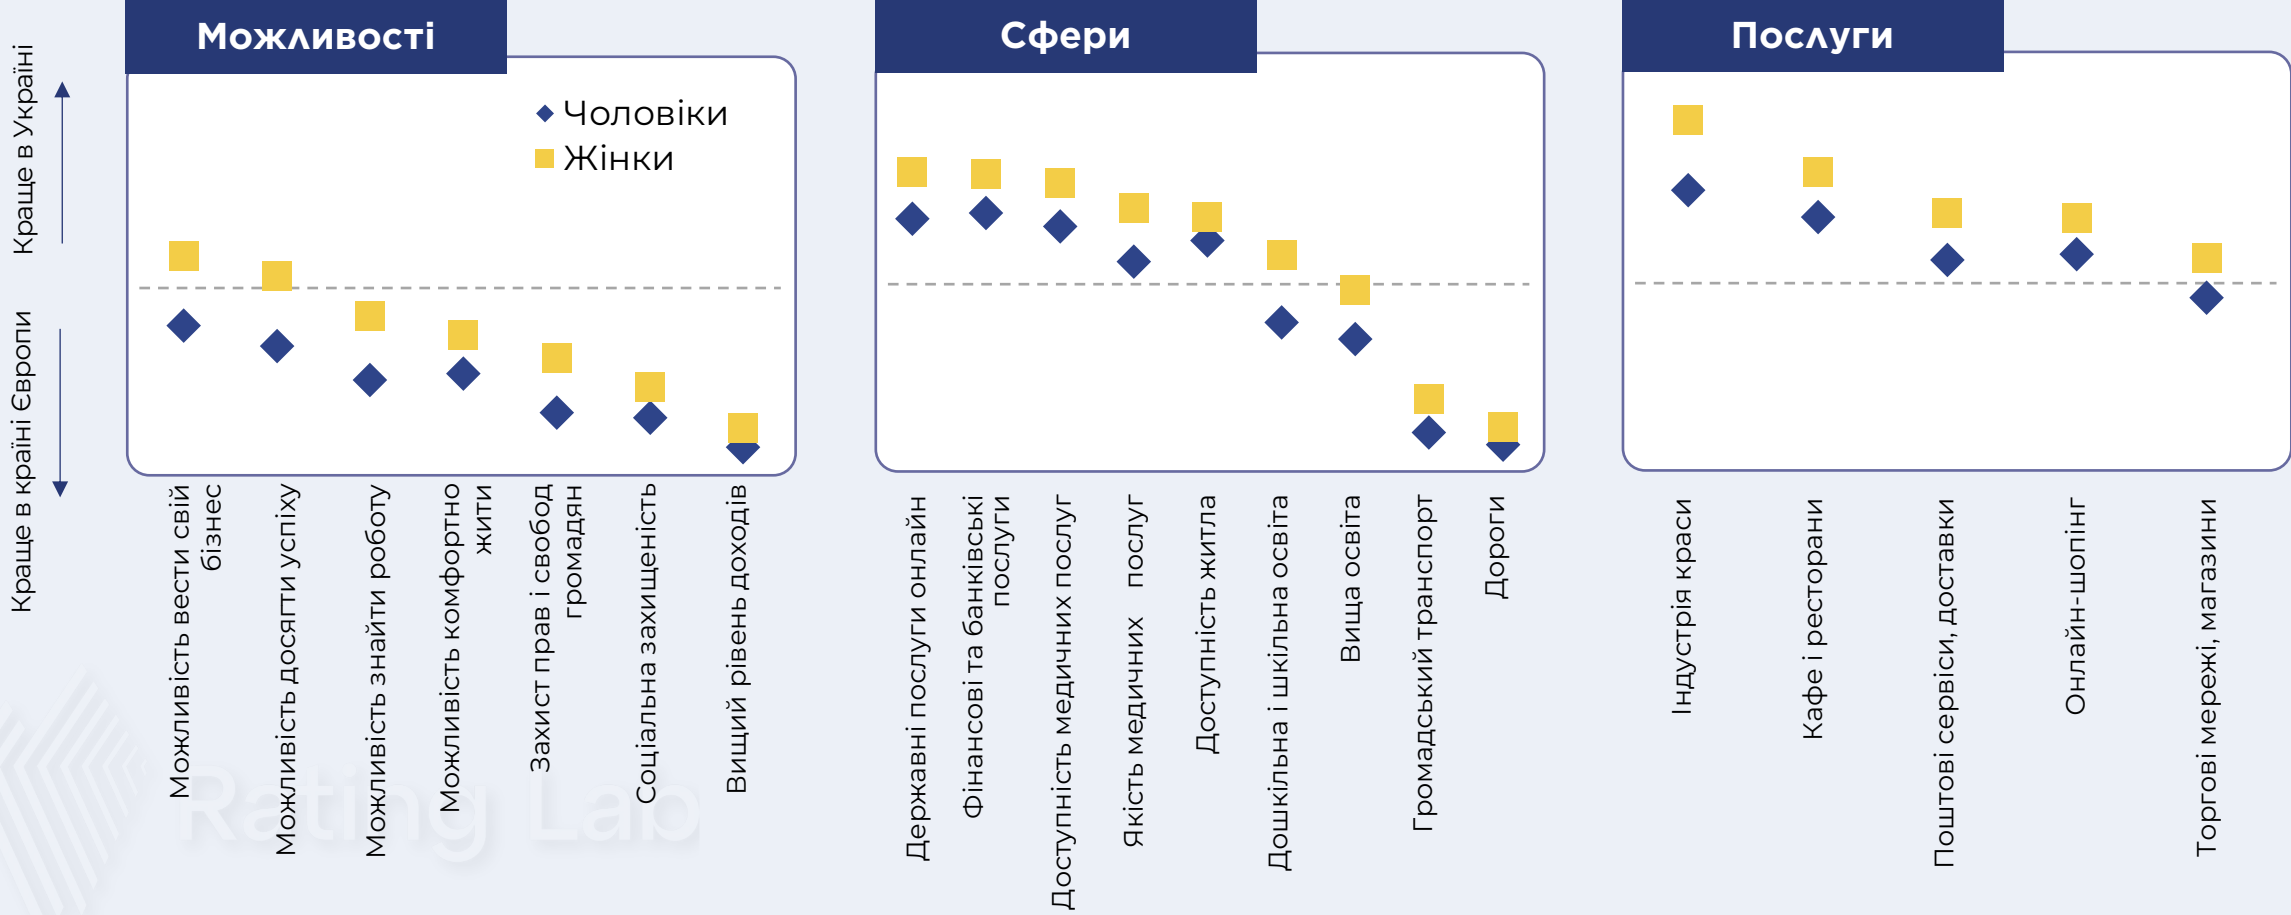 Можливості
Сфери
Послуги
Краще в Україні
Краще в країні Європи
Чоловіки
Жінки
Можливість вести свій
бізнес
Можливість досягти успіху
Можливість знайти роботу
Можливість комфортно
жити
Захист прав і свобод
громадян
Соціальна захищеність
Вищий рівень доходів
Державні послуги онлайн
Фінансові та банківські
послуги
Доступність медичних послуг
Якість медичних послуг
Доступність житла
Дошкільна і шкільна освіта
Вища освіта
Громадський транспорт
Дороги
Індустрія краси
Кафе і ресторани
Поштові сервіси, доставки
Онлайн-шопінг
Торгові мережі, магазини
Rating Lab